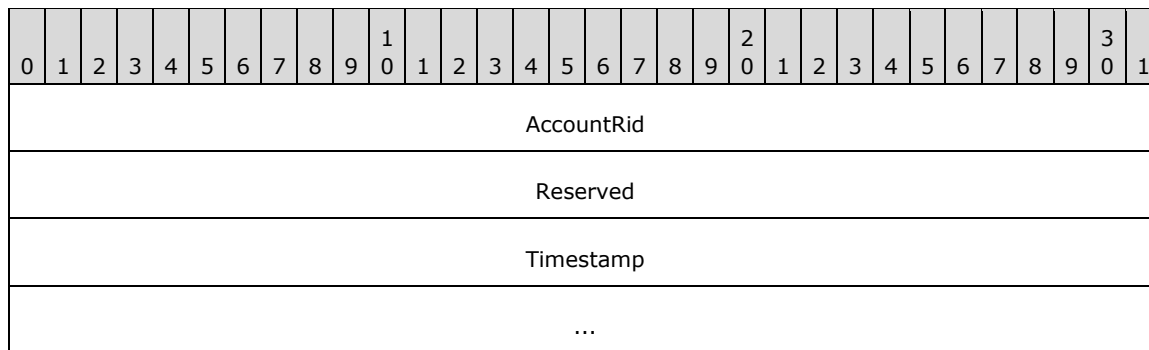 1 2 3
0 1 2 3 4 5 6 7 8 9 0 1 2 3 4 5 6 7 8 9 0 1 2 3 4 5 6 7 8 9 0 1
AccountRid
Reserved
Timestamp
...